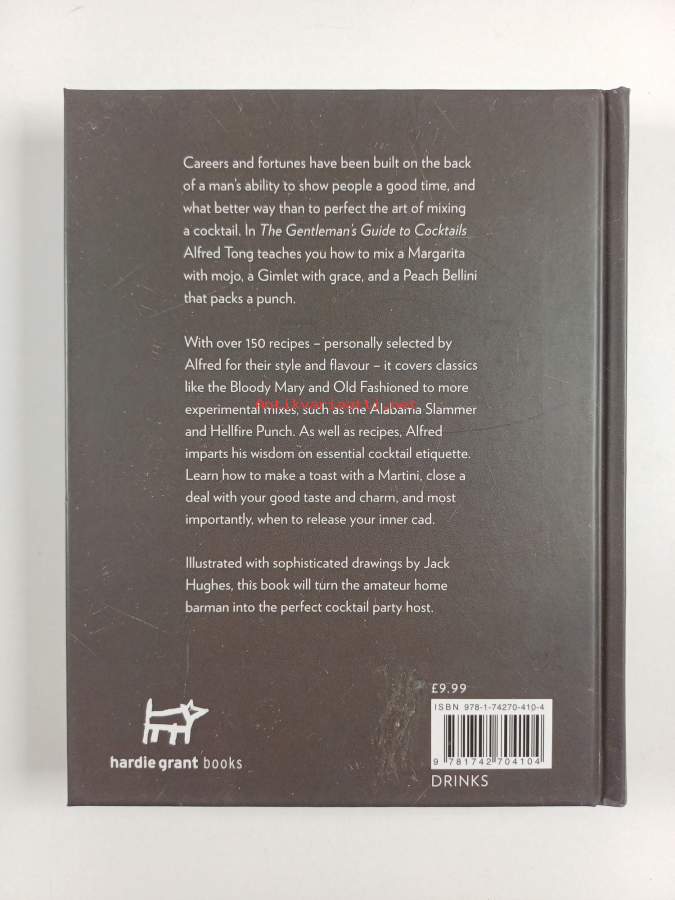 Careers and fortunes have been built on the back
of a man's ability to show people a good time, and
what better way than to perfect the art of mixing
a cocktail. In The Gentleman's Guide to Cocktails
Alfred Tong teaches you how to mix a Margarita
with mojo, a Gimlet with grace, and a Peach Bellini
that packs a punch.
With over 150 recipes – personally selected by
Alfred for their style and flavour – it covers classics
like the Bloody Mary and Old Fashioned to more
experimental mixes, such as the Alabama Slammer
and Hellfire Punch. As well as recipes, Alfred
imparts his wisdom on essential cocktail etiquette.
Learn how to make a toast with a Martini, close a
deal with your good taste and charm, and most
importantly, when to release your inner cad.
Illustrated with sophisticated drawings by Jack
Hughes, this book will turn the amateur home
barman into the perfect cocktail party host.
£9.99
ISBN 978-1-74270-410-4
9 781742 704104
DRINKS
hardie grant books